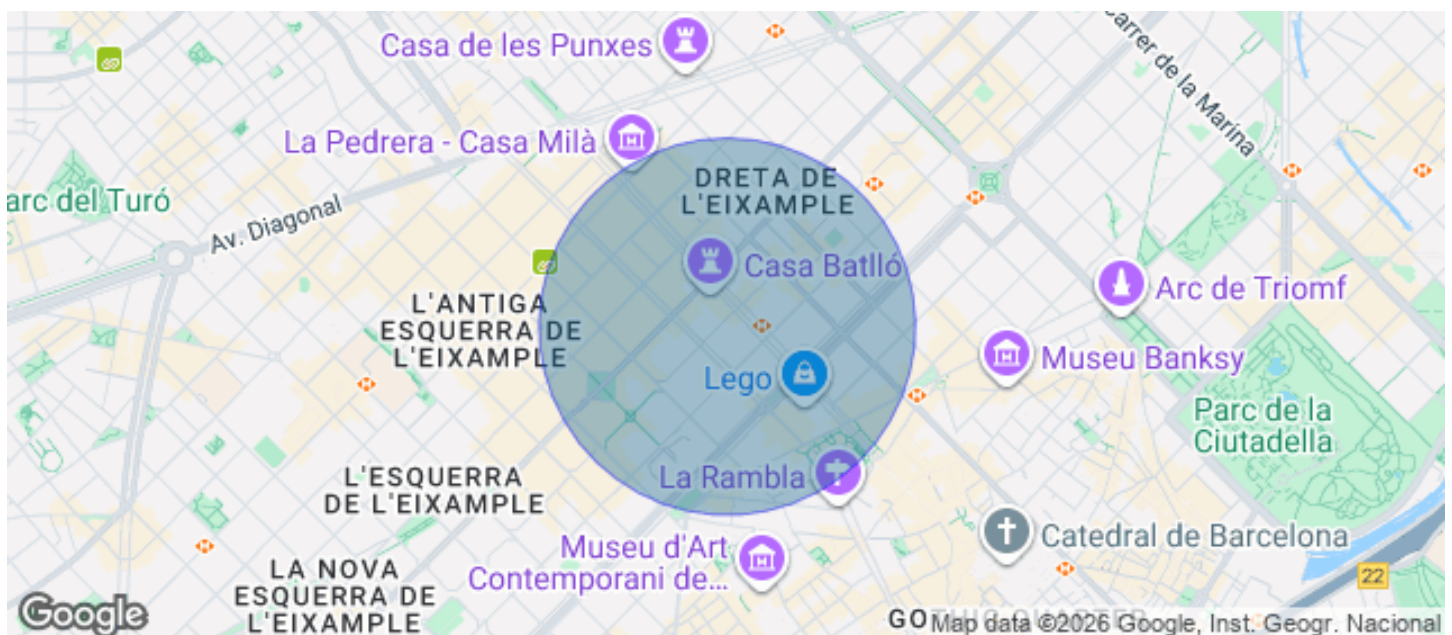 Casa de les Punxes
Carrer de la Marina
La Pedrera - Casa Milà
DRETA DE
L'EIXAMPLE
arc del Turó
Av. Diagonal
Casa Batlló
L'ANTIGA
ESQUERRA DE
L'EIXAMPLE
Arc de Triomf
Museu Banksy
Lego
Parc de la
Ciutadella
L'ESQUERRA
DE L'EIXAMPLE
La Rambla
Catedral de Barcelona
Museu d'Art
Contemporani de...
LA NOVA
ESQUERRA DE
L'EIXAMPLE
22
Google
Map data ©2026 Google, Inst. Geogr. Nacional